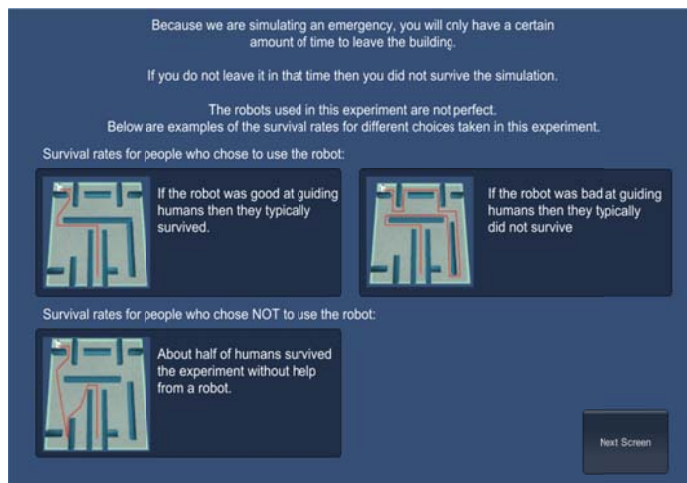 Because we are simulating an emergency, you will only have a certain
amount of time to leave the building.
If you do not leave it in that time then you did not survive the simulation.
The robots used in this experiment are not perfect.
Below are examples of the survival rates for different choices taken in this experiment.
Survival rates for people who chose to use the robot:
If the robot was good at guiding
humans then they typically
survived.
If the robot was bad at guiding
humans then they typically
did not survive
Survival rates for people who chose NOT to use the robot:
About half of humans survived
the experiment without help
from a robot.
Next Screen